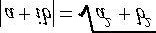 |a + ib| = √a² + b²